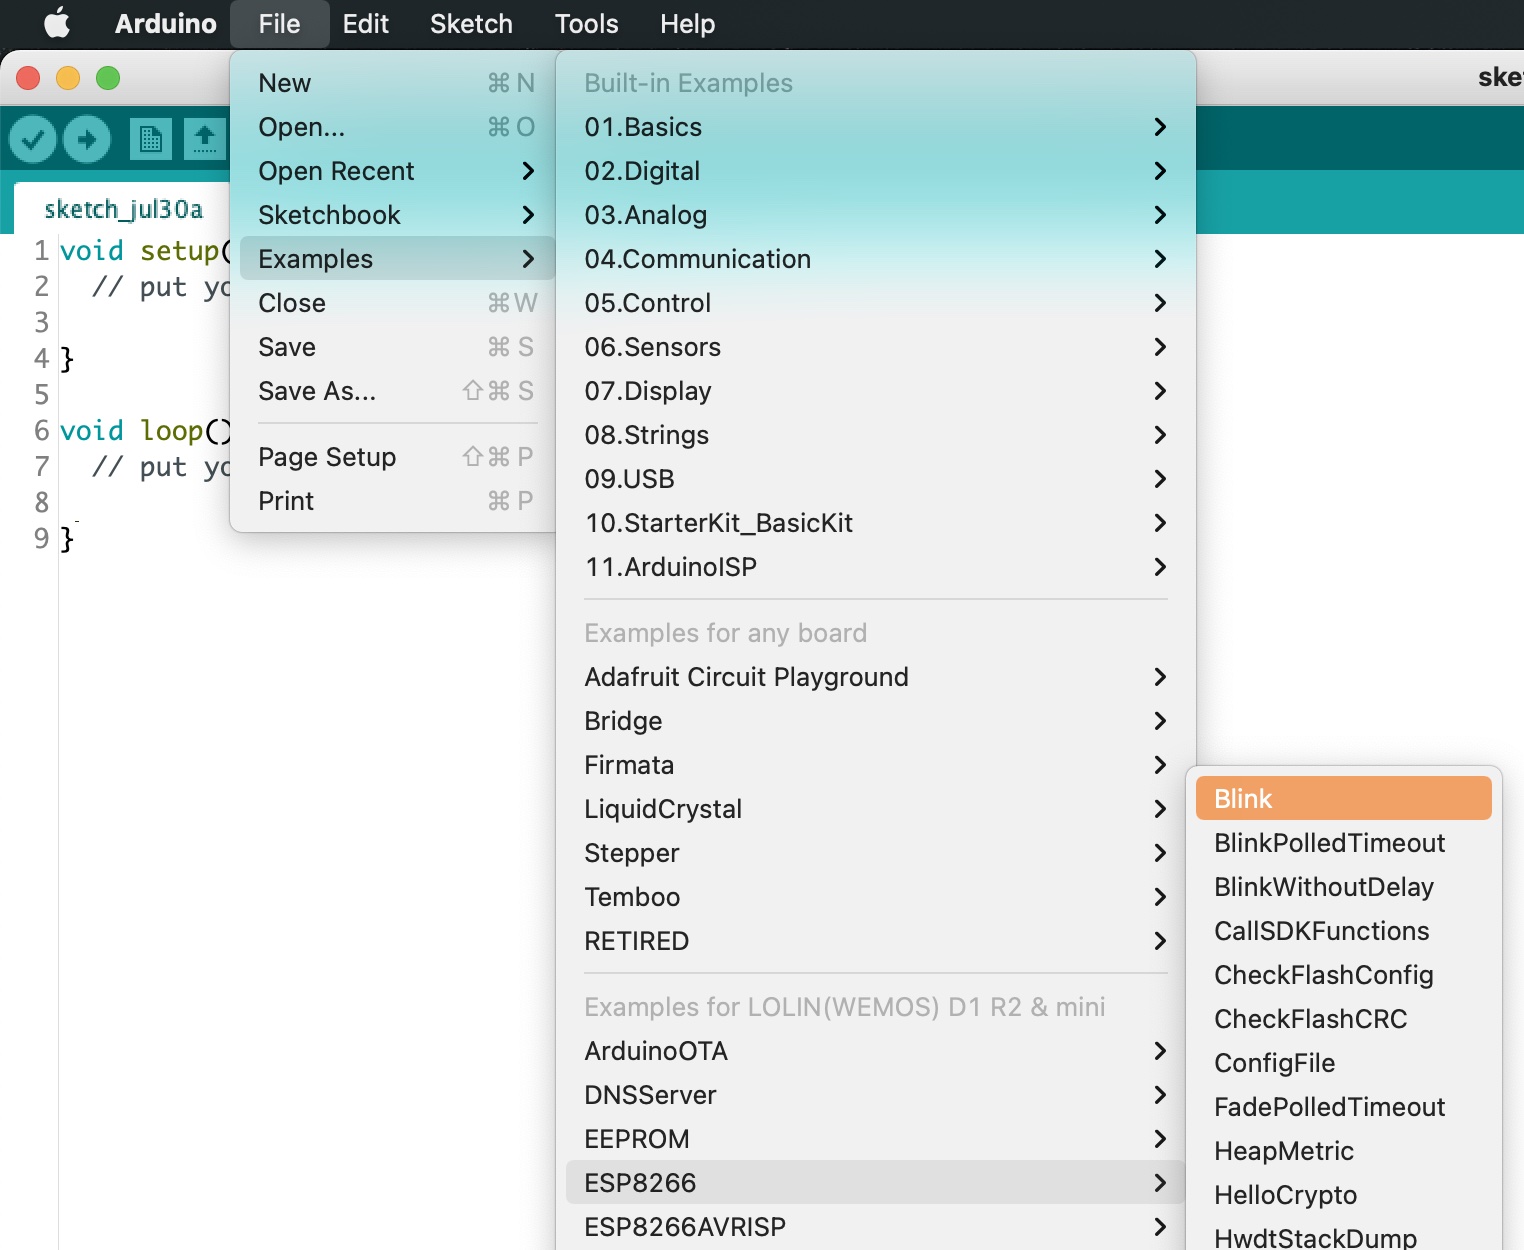 Arduino File Edit Sketch Tools Help
sketch_jul30a
1 void setup(
2 // put yo
3
4 }
5
6 void loop()
7 // put yo
8
9 }
New ⌘ N
Open... ⌘ O
Open Recent
Sketchbook
Examples
Close ⌘ W
Save ⌘ S
Save As... ⇧⌘ S
Page Setup ⇧⌘ P
Print ⌘ P
Built-in Examples
01.Basics
02.Digital
03.Analog
04.Communication
05.Control
06.Sensors
07.Display
08.Strings
09.USB
10.StarterKit_BasicKit
11.ArduinoISP
Examples for any board
Adafruit Circuit Playground
Bridge
Firmata
LiquidCrystal
Stepper
Temboo
RETIRED
Examples for LOLIN(WEMOS) D1 R2 & mini
ArduinoOTA
DNSServer
EEPROM
ESP8266
ESP8266AVRISP
Blink
BlinkPolledTimeout
BlinkWithoutDelay
CallSDKFunctions
CheckFlashConfig
CheckFlashCRC
ConfigFile
FadePolledTimeout
HeapMetric
HelloCrypto
HwdtStackDump
ske